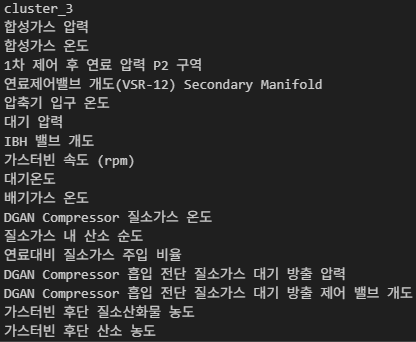 cluster_3
합성가스 압력
합성가스 온도
1차 제어 후 연료 압력 P2 구역
연료제어밸브 개도(VSR-12) Secondary Manifold
압축기 입구 온도
대기 압력
IBH 밸브 개도
가스터빈 속도 (rpm)
대기온도
배기가스 온도
DGAN Compressor 질소가스 온도
질소가스 내 산소 순도
연료대비 질소가스 주입 비율
DGAN Compressor 흡입 전단 질소가스 대기 방출 압력
DGAN Compressor 흡입 전단 질소가스 대기 방출 제어 밸브 개도
가스터빈 후단 질소산화물 농도
가스터빈 후단 산소 농도